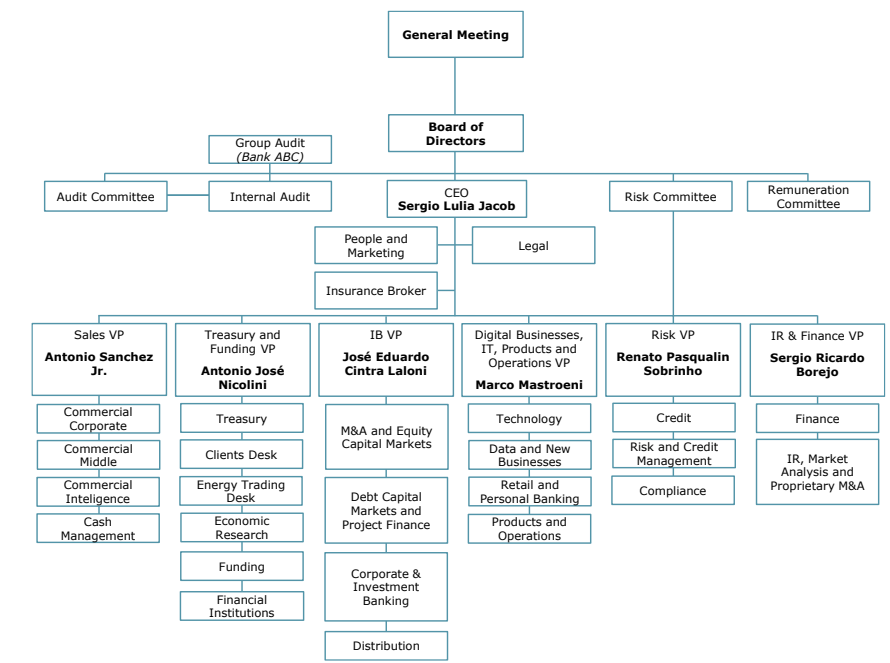 General Meeting
Board of
Directors
Group Audit
(Bank ABC)
Audit Committee
Internal Audit
CEO
Sergio Lulia Jacob
Risk Committee
Remuneration
Committee
People and
Marketing
Legal
Insurance Broker
Sales VP
Antonio Sanchez
Jr.
Commercial
Corporate
Commercial
Middle
Commercial
Inteligence
Cash
Management
Treasury and
Funding VP
Antonio José
Nicolini
Treasury
Clients Desk
Energy Trading
Desk
Economic
Research
Funding
Financial
Institutions
IB VP
José Eduardo
Cintra Laloni
M&A and Equity
Capital Markets
Debt Capital
Markets and
Project Finance
Corporate &
Investment
Banking
Distribution
Digital Businesses,
IT, Products and
Operations VP
Marco Mastroeni
Technology
Data and New
Businesses
Retail and
Personal Banking
Products and
Operations
Risk VP
Renato Pasqualin
Sobrinho
Credit
Risk and Credit
Management
Compliance
IR & Finance VP
Sergio Ricardo
Borejo
Finance
IR, Market
Analysis and
Proprietary M&A